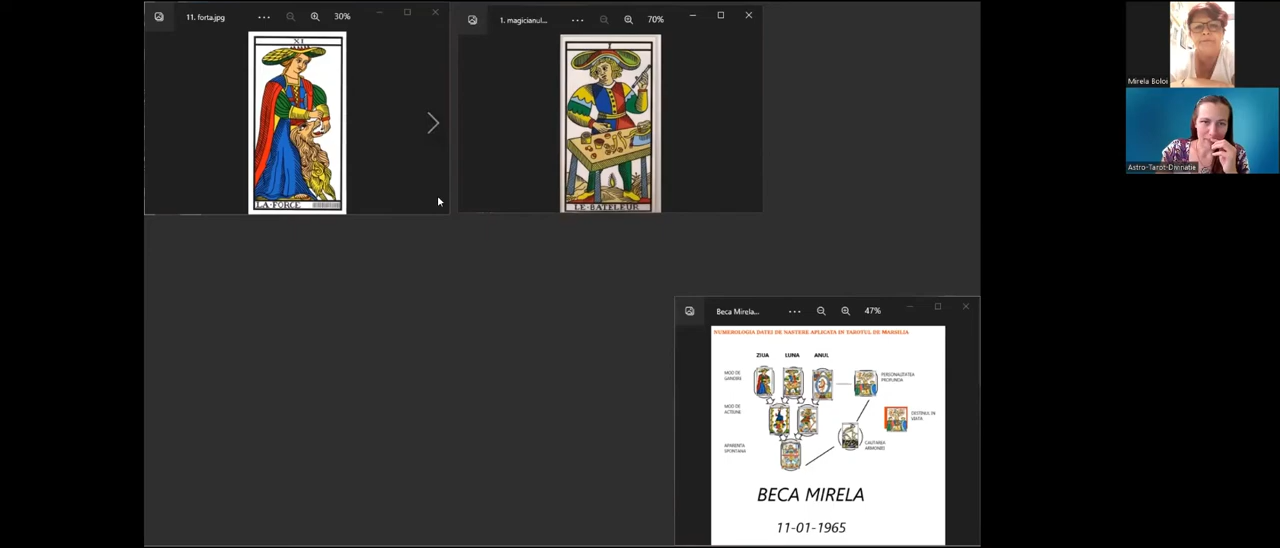 11. forta.jpg
30%
1. magicianul...
70%
XI
LA·FORCE
I
LE·BATELEUR
Mirela Boloi
Astro-Tarot-Divinatie
Beca Mirela...
47%
NUMEROLOGIA DATEI DE NASTERE APLICATA IN TAROTUL DE MARSILIA
ZIUA LUNA ANUL
MOD DE
GANDIRE
PERSONALITATEA
PROFUNDA
MOD DE
ACTIUNE
DESTINUL IN
VIATA
APARENTA
SPONTANA
CAUTAREA
ARMONIEI
BECA MIRELA
11-01-1965